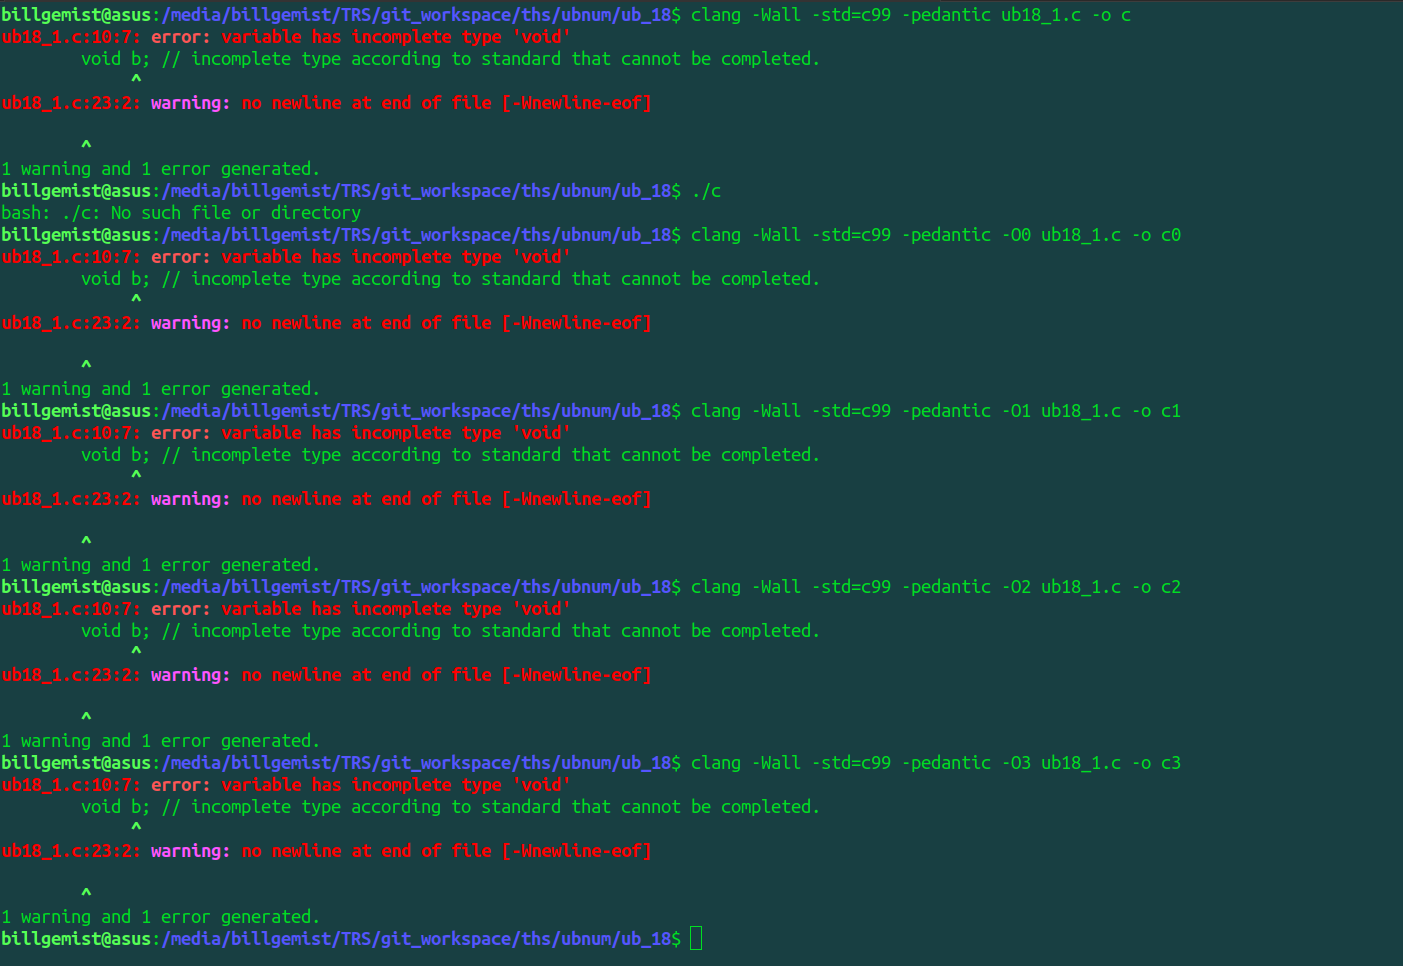 billgemist@asus:/media/billgemist/TRS/git_workspace/ths/ubnum/ub_18$ clang -Wall -std=c99 -pedantic ub18_1.c -o c
ub18_1.c:10:7: error: variable has incomplete type 'void'
        void b; // incomplete type according to standard that cannot be completed.
             ^
ub18_1.c:23:2: warning: no newline at end of file [-Wnewline-eof]
        ^
1 warning and 1 error generated.
billgemist@asus:/media/billgemist/TRS/git_workspace/ths/ubnum/ub_18$ ./c
bash: ./c: No such file or directory
billgemist@asus:/media/billgemist/TRS/git_workspace/ths/ubnum/ub_18$ clang -Wall -std=c99 -pedantic -O0 ub18_1.c -o c0
ub18_1.c:10:7: error: variable has incomplete type 'void'
        void b; // incomplete type according to standard that cannot be completed.
             ^
ub18_1.c:23:2: warning: no newline at end of file [-Wnewline-eof]
        ^
1 warning and 1 error generated.
billgemist@asus:/media/billgemist/TRS/git_workspace/ths/ubnum/ub_18$ clang -Wall -std=c99 -pedantic -O1 ub18_1.c -o c1
ub18_1.c:10:7: error: variable has incomplete type 'void'
        void b; // incomplete type according to standard that cannot be completed.
             ^
ub18_1.c:23:2: warning: no newline at end of file [-Wnewline-eof]
        ^
1 warning and 1 error generated.
billgemist@asus:/media/billgemist/TRS/git_workspace/ths/ubnum/ub_18$ clang -Wall -std=c99 -pedantic -O2 ub18_1.c -o c2
ub18_1.c:10:7: error: variable has incomplete type 'void'
        void b; // incomplete type according to standard that cannot be completed.
             ^
ub18_1.c:23:2: warning: no newline at end of file [-Wnewline-eof]
        ^
1 warning and 1 error generated.
billgemist@asus:/media/billgemist/TRS/git_workspace/ths/ubnum/ub_18$ clang -Wall -std=c99 -pedantic -O3 ub18_1.c -o c3
ub18_1.c:10:7: error: variable has incomplete type 'void'
        void b; // incomplete type according to standard that cannot be completed.
             ^
ub18_1.c:23:2: warning: no newline at end of file [-Wnewline-eof]
        ^
1 warning and 1 error generated.
billgemist@asus:/media/billgemist/TRS/git_workspace/ths/ubnum/ub_18$